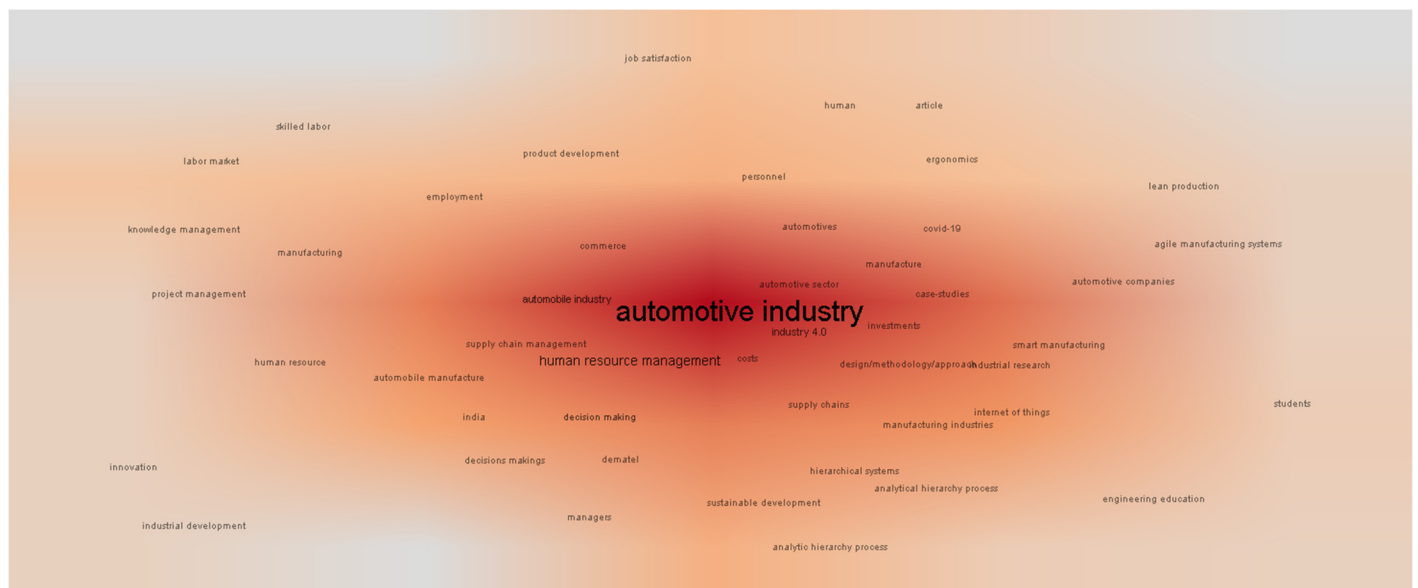 job satisfaction
human
article
skilled labor
product development
labor market
ergonomics
personnel
lean production
employment
automotives
covid-19
knowledge management
commerce
agile manufacturing systems
manufacturing
manufacture
automotive companies
automotive sector
project management
case-studies
automobile industry
automotive industry
investments
industry 4.0
supply chain management
smart manufacturing
human resource
human resource management
costs
design/methodology/approach
industrial research
automobile manufacture
supply chains
students
india
decision making
internet of things
manufacturing industries
decisions makings
dematel
innovation
hierarchical systems
analytical hierarchy process
sustainable development
engineering education
managers
industrial development
analytic hierarchy process